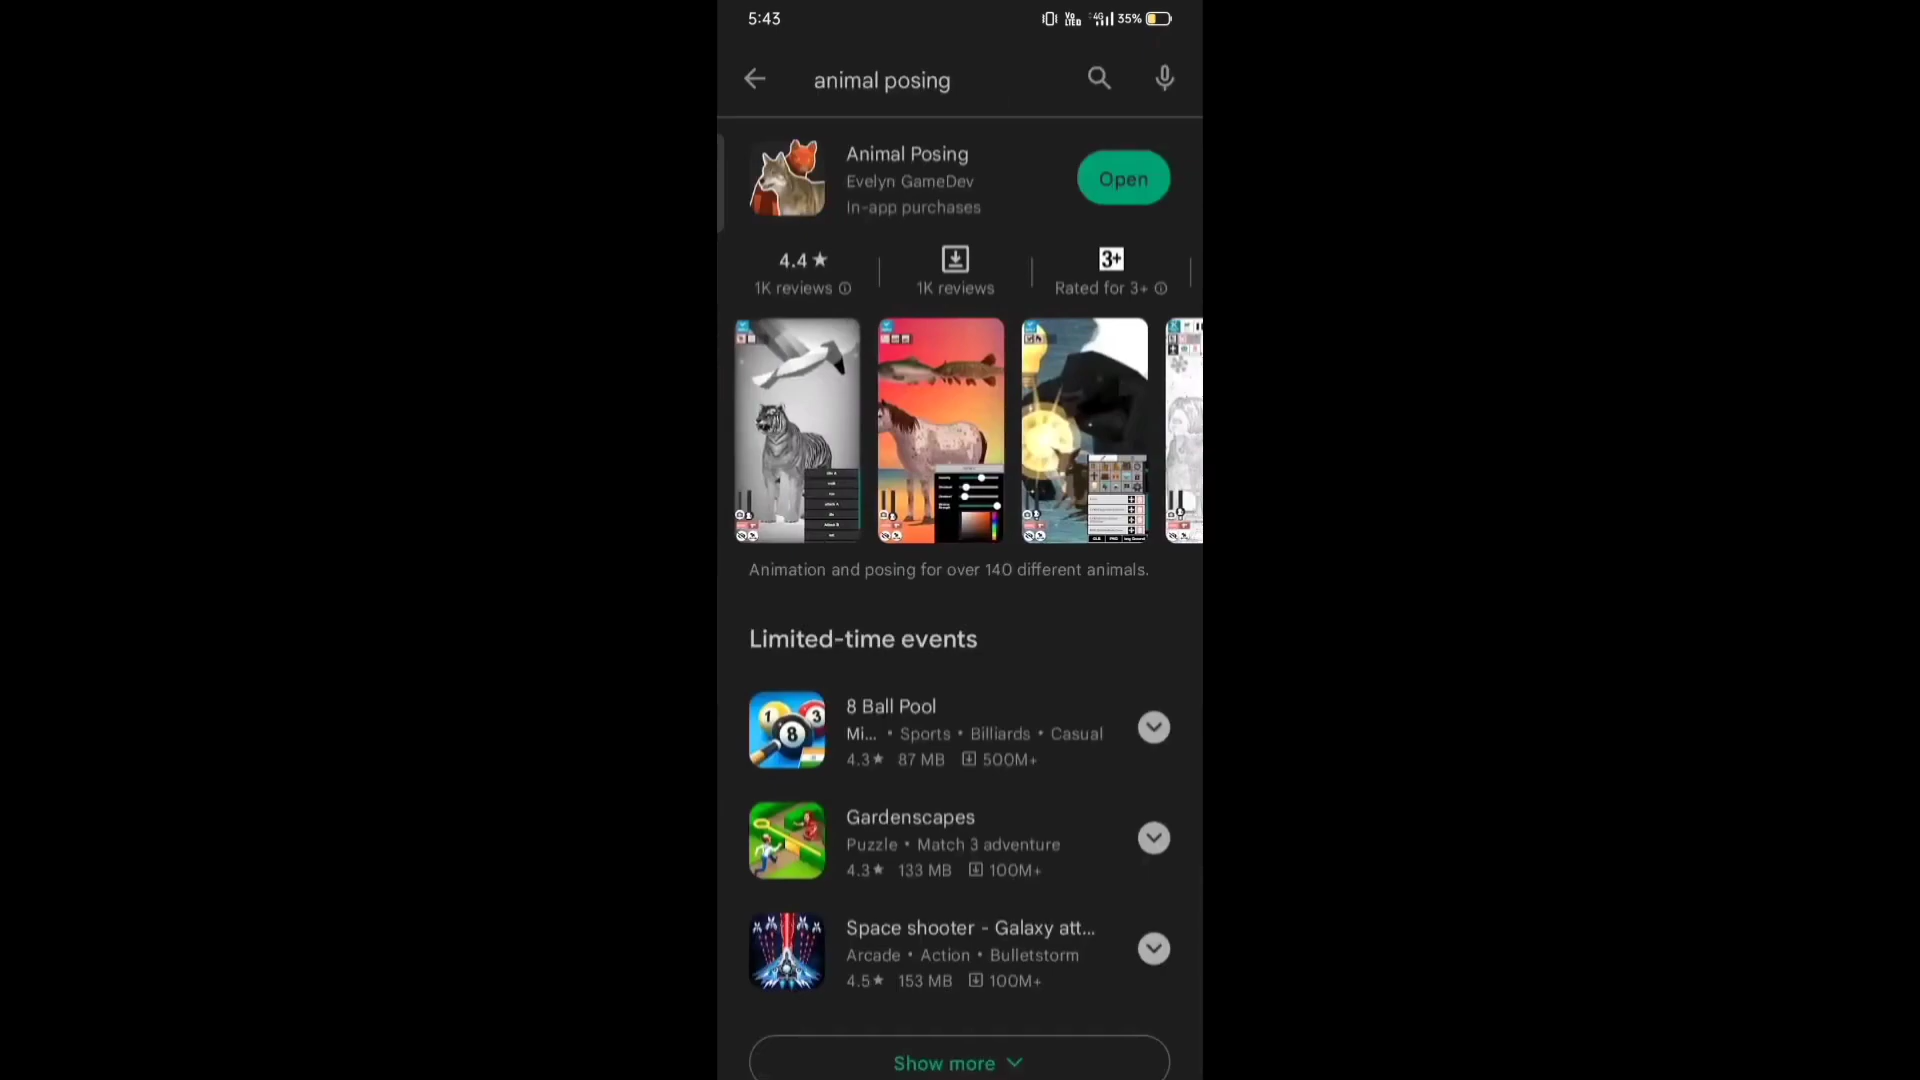 5:43
Vo LTE 4G 35%
animal posing
Animal Posing
Evelyn GameDev
In-app purchases
Open
4.4★
1K reviews
1K reviews
3+
Rated for 3+
Animation and posing for over 140 different animals.
Limited-time events
8 Ball Pool
Mi... • Sports • Billiards • Casual
4.3★ 87 MB 500M+
Gardenscapes
Puzzle • Match 3 adventure
4.3★ 133 MB 100M+
Space shooter - Galaxy att...
Arcade • Action • Bulletstorm
4.5★ 153 MB 100M+
Show more